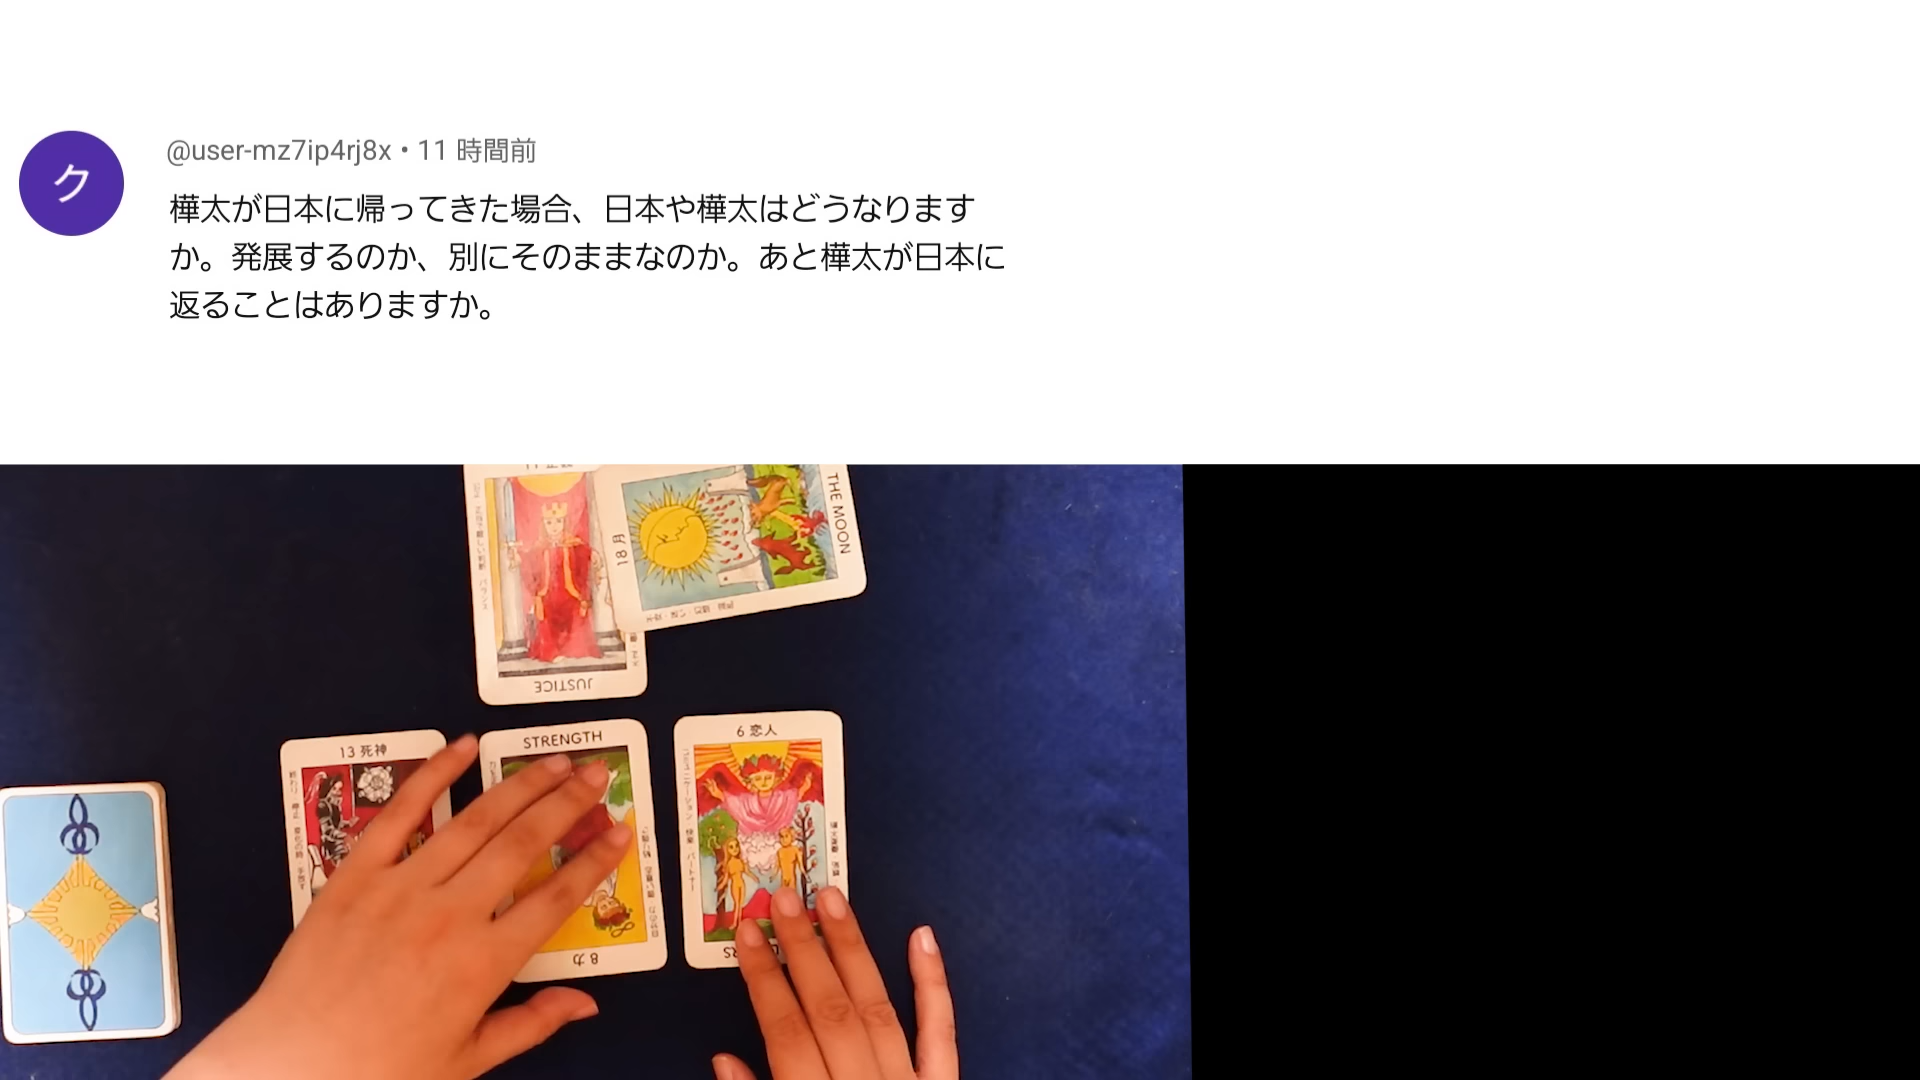 ク
@user-mz7ip4rj8x • 11 時間前
樺太が日本に帰ってきた場合、日本や樺太はどうなります
か。発展するのか、別にそのままなのか。あと樺太が日本に
返ることはありますか。
THE MOON
18 月
JUSTICE
13 死神
STRENGTH
8 力
6 恋人